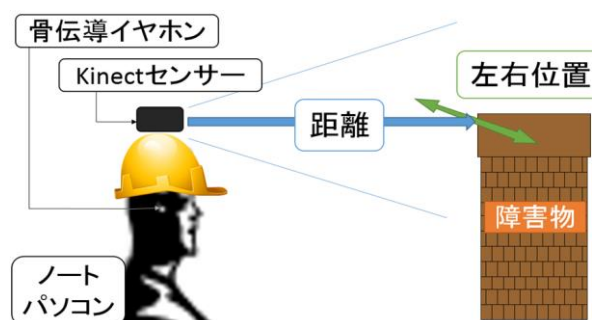 骨伝導イヤホン
Kinectセンサー
左右位置
距離
障害物
ノート
パソコン